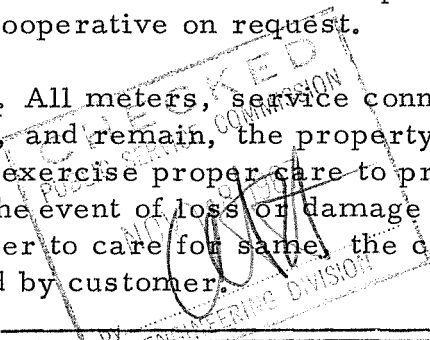 ooperative on request.
All meters, service conn
, and remain, the property
exercise proper care to pr
he event of loss or damage
er to care for same, the c
d by customer.
CHECKED
PUBLIC SERVICE COMMISSION
BY
ENGINEERING DIVISION